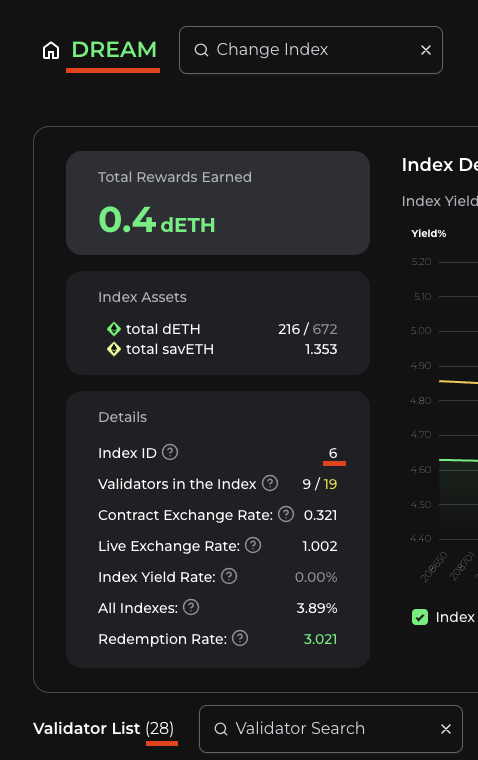 DREAM
Change Index
Total Rewards Earned
0.4 dETH
Index Assets
total dETH 216 / 672
total savETH 1.353
Details
Index ID 6
Validators in the Index 9 / 19
Contract Exchange Rate: 0.321
Live Exchange Rate: 1.002
Index Yield Rate: 0.00%
All Indexes: 3.89%
Redemption Rate: 3.021
Index De
Index Yield
Yield%
5.20
5.10
5.00
4.90
4.80
4.70
4.60
4.50
4.40
208650
208701
Index
Validator List (28)
Validator Search